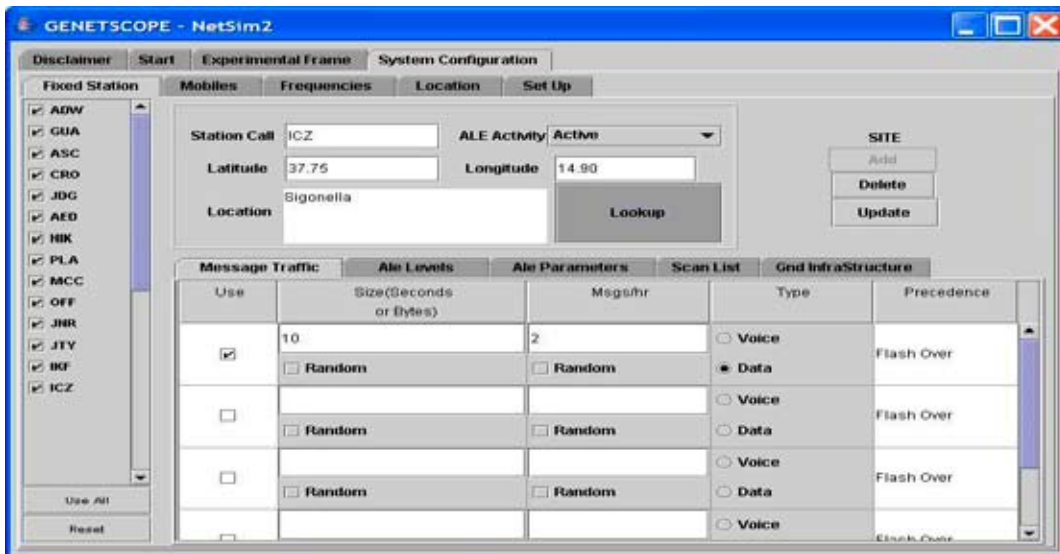 GENETSCOPE - NetSim2
Disclaimer Start Experimental Frame System Configuration
Fixed Station Mobiles Frequencies Location Set Up
ADW
GUA
ASC
CRO
JDG
AED
HIK
PLA
MCC
OFF
JNR
JTY
IKF
ICZ
Use All
Reset
Station Call ICZ ALE Activity Active
Latitude 37.75 Longitude 14.90
Location Sigonella Lookup
SITE
Add
Delete
Update
Message Traffic Ale Levels Ale Parameters Scan List Gnd InfraStructure
Use Size(Seconds or Bytes) Msgs/hr Type Precedence
10 2 Voice Flash Over
Random Random Data
Voice Flash Over
Random Random Data
Voice Flash Over
Random Random Data
Voice
Flash Over